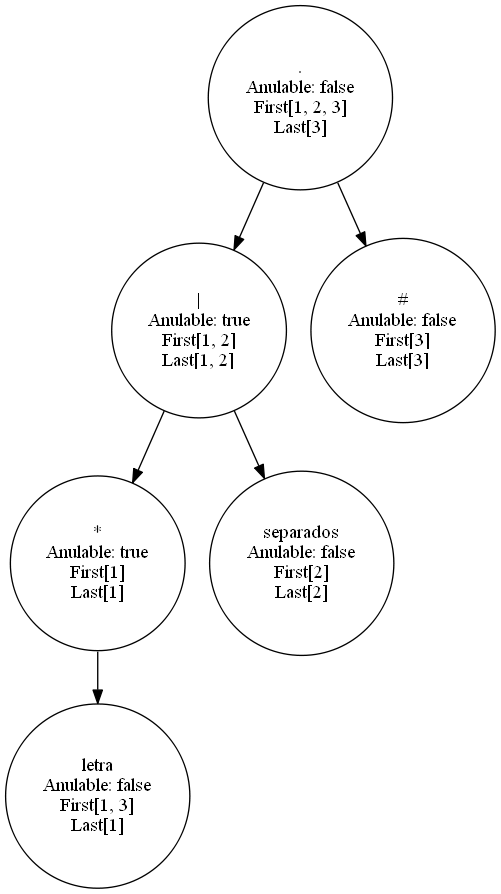 .
Anulable: false
First[1, 2, 3]
Last[3]
|
Anulable: true
First[1, 2]
Last[1, 2]
#
Anulable: false
First[3]
Last[3]
*
Anulable: true
First[1]
Last[1]
separados
Anulable: false
First[2]
Last[2]
letra
Anulable: false
First[1, 3]
Last[1]